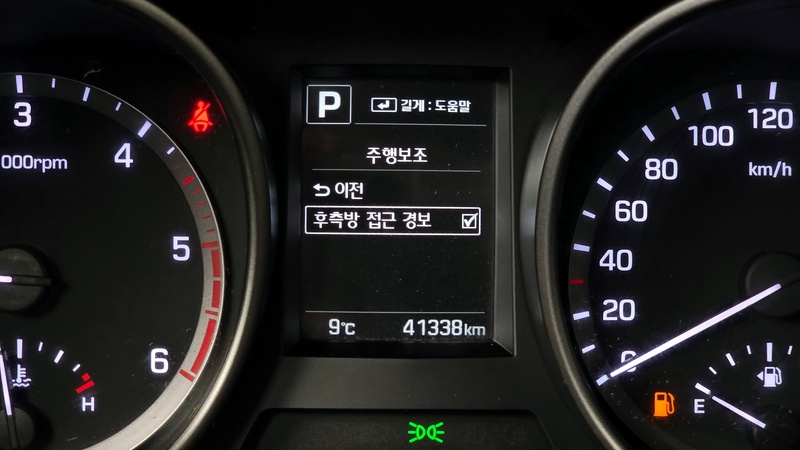 P
길게 : 도움말
주행보조
이전
후측방 접근 경보
9℃
41338km
3
4
5
6
000rpm
H
120
100
80
60
40
20
0
km/h
E